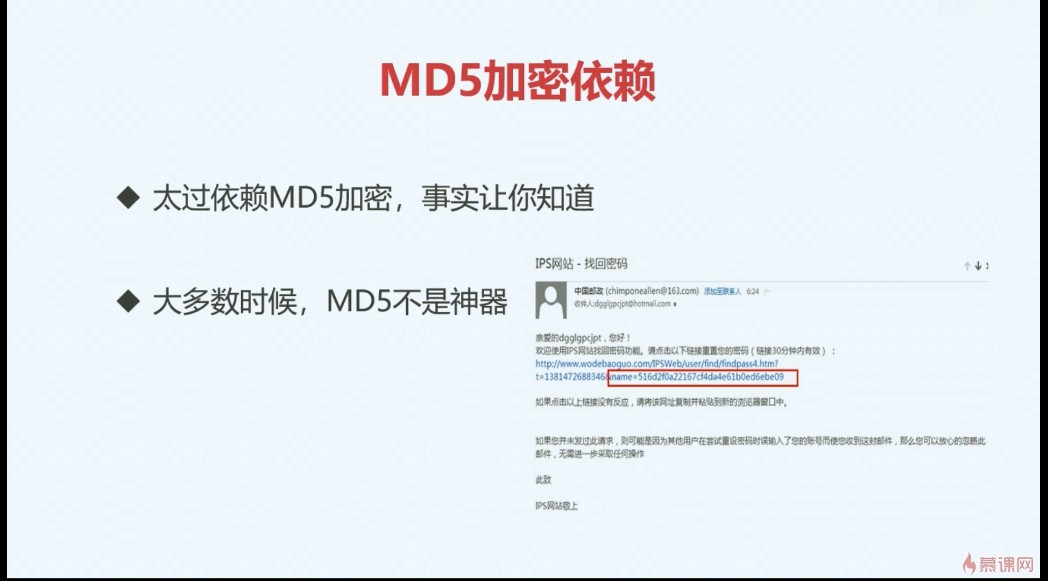 MD5加密依赖
◆ 太过依赖MD5加密，事实让你知道
◆ 大多数时候，MD5不是神器
IPS网站 - 找回密码
中国邮政 (chimponeallen@163.com) 添加至联系人 6:24
收件人:dgglgpcjpt@hotmail.com
亲爱的dgglgpcjpt，您好！
欢迎使用IPS网站找回密码功能。请点击以下链接重置您的密码（链接30分钟内有效）：
http://www.wodebaoguo.com/IPSWeb/user/find/findpass4.htm?
t=1381472688346&name=516d2f0a22167cf4da4e61b0ed6ebe09
如果点击以上链接没有反应，请将该网址复制并粘贴到新的浏览器窗口中。
如果您并未发过此请求，则可能是因为其他用户在尝试重设密码时误输入了您的账号而使您收到这封邮件，那么您可以放心的忽略此
邮件，无需进一步采取任何操作
此致
IPS网站敬上
慕课网